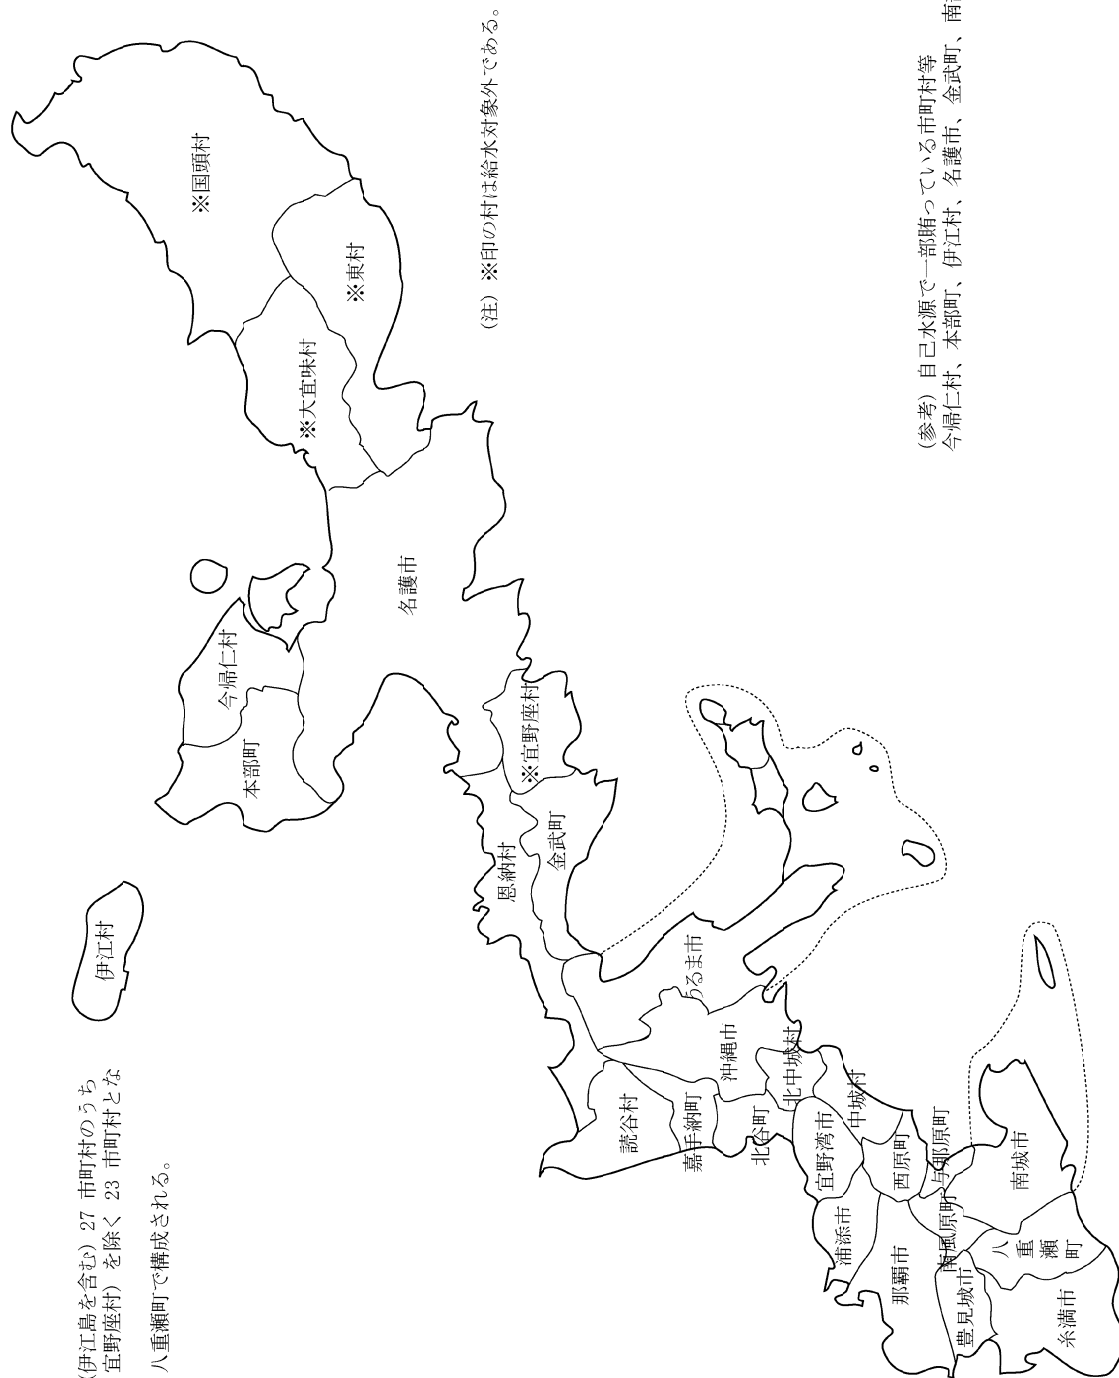 (伊江島を含む) 27 市町村のうち
宜野座村) を除く 23 市町村とな
八重瀬町で構成される。
伊江村
本部町
今帰仁村
※国頭村
※大宜味村
※東村
名護市
(注) ※印の村は給水対象外である。
恩納村
※宜野座村
金武町
うるま市
読谷村
嘉手納町
沖縄市
北谷町
北中城村
宜野湾市
中城村
浦添市
西原町
那覇市
与那原町
南風原町
豊見城市
南城市
八重瀬町
糸満市
(参考) 自己水源で一部賄っている市町村等
今帰仁村、本部町、伊江村、名護市、金武町、南